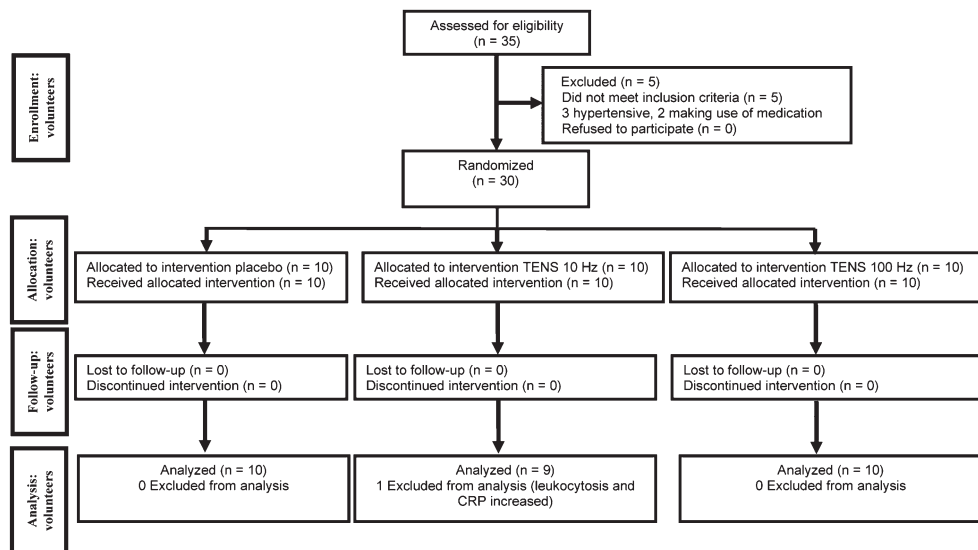 Assessed for eligibility
(n = 35)
Enrollment:
volunteers
Excluded (n = 5)
Did not meet inclusion criteria (n = 5)
3 hypertensive, 2 making use of medication
Refused to participate (n = 0)
Randomized
(n = 30)
Allocation:
volunteers
Allocated to intervention placebo (n = 10)
Received allocated intervention (n = 10)
Allocated to intervention TENS 10 Hz (n = 10)
Received allocated intervention (n = 10)
Allocated to intervention TENS 100 Hz (n = 10)
Received allocated intervention (n = 10)
Follow-up:
volunteers
Lost to follow-up (n = 0)
Discontinued intervention (n = 0)
Lost to follow-up (n = 0)
Discontinued intervention (n = 0)
Lost to follow-up (n = 0)
Discontinued intervention (n = 0)
Analysis:
volunteers
Analyzed (n = 10)
0 Excluded from analysis
Analyzed (n = 9)
1 Excluded from analysis (leukocytosis and
CRP increased)
Analyzed (n = 10)
0 Excluded from analysis